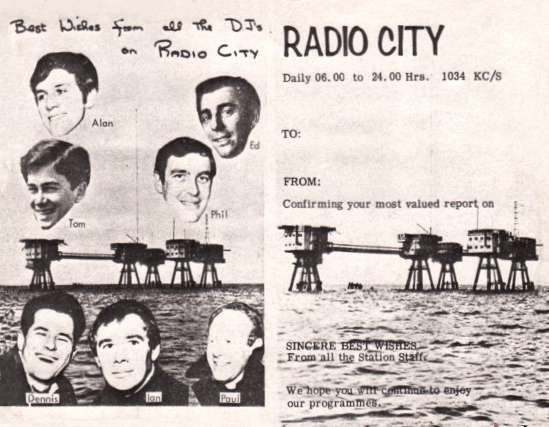 Best Wishes from all the D.J's
on RADIO CITY
Alan
Ed
Tom
Phil
Dennis
Ian
Paul
RADIO CITY
Daily 06.00 to 24.00 Hrs. 1034 KC/S
TO:
FROM:
Confirming your most valued report on
SINCERE BEST WISHES
From all the Station Staff.
We hope you will continue to enjoy
our programmes.